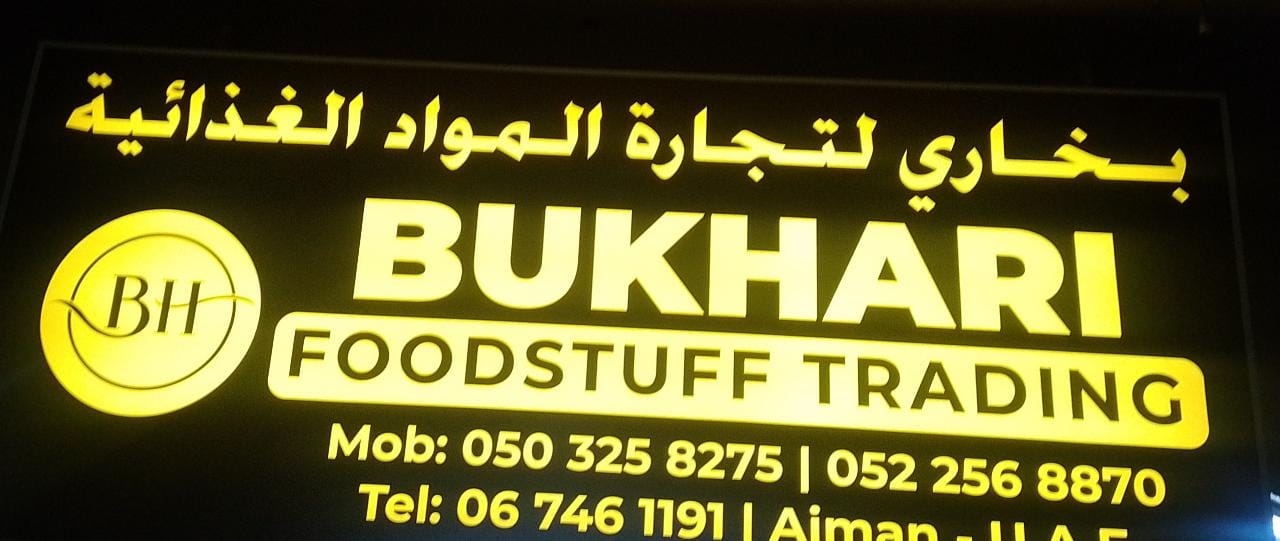 بخاري لتجارة المواد الغذائية
BH
BUKHARI
FOODSTUFF TRADING
Mob: 050 325 8275 | 052 256 8870
Tel: 06 746 1191 | Ajman - U.A.E